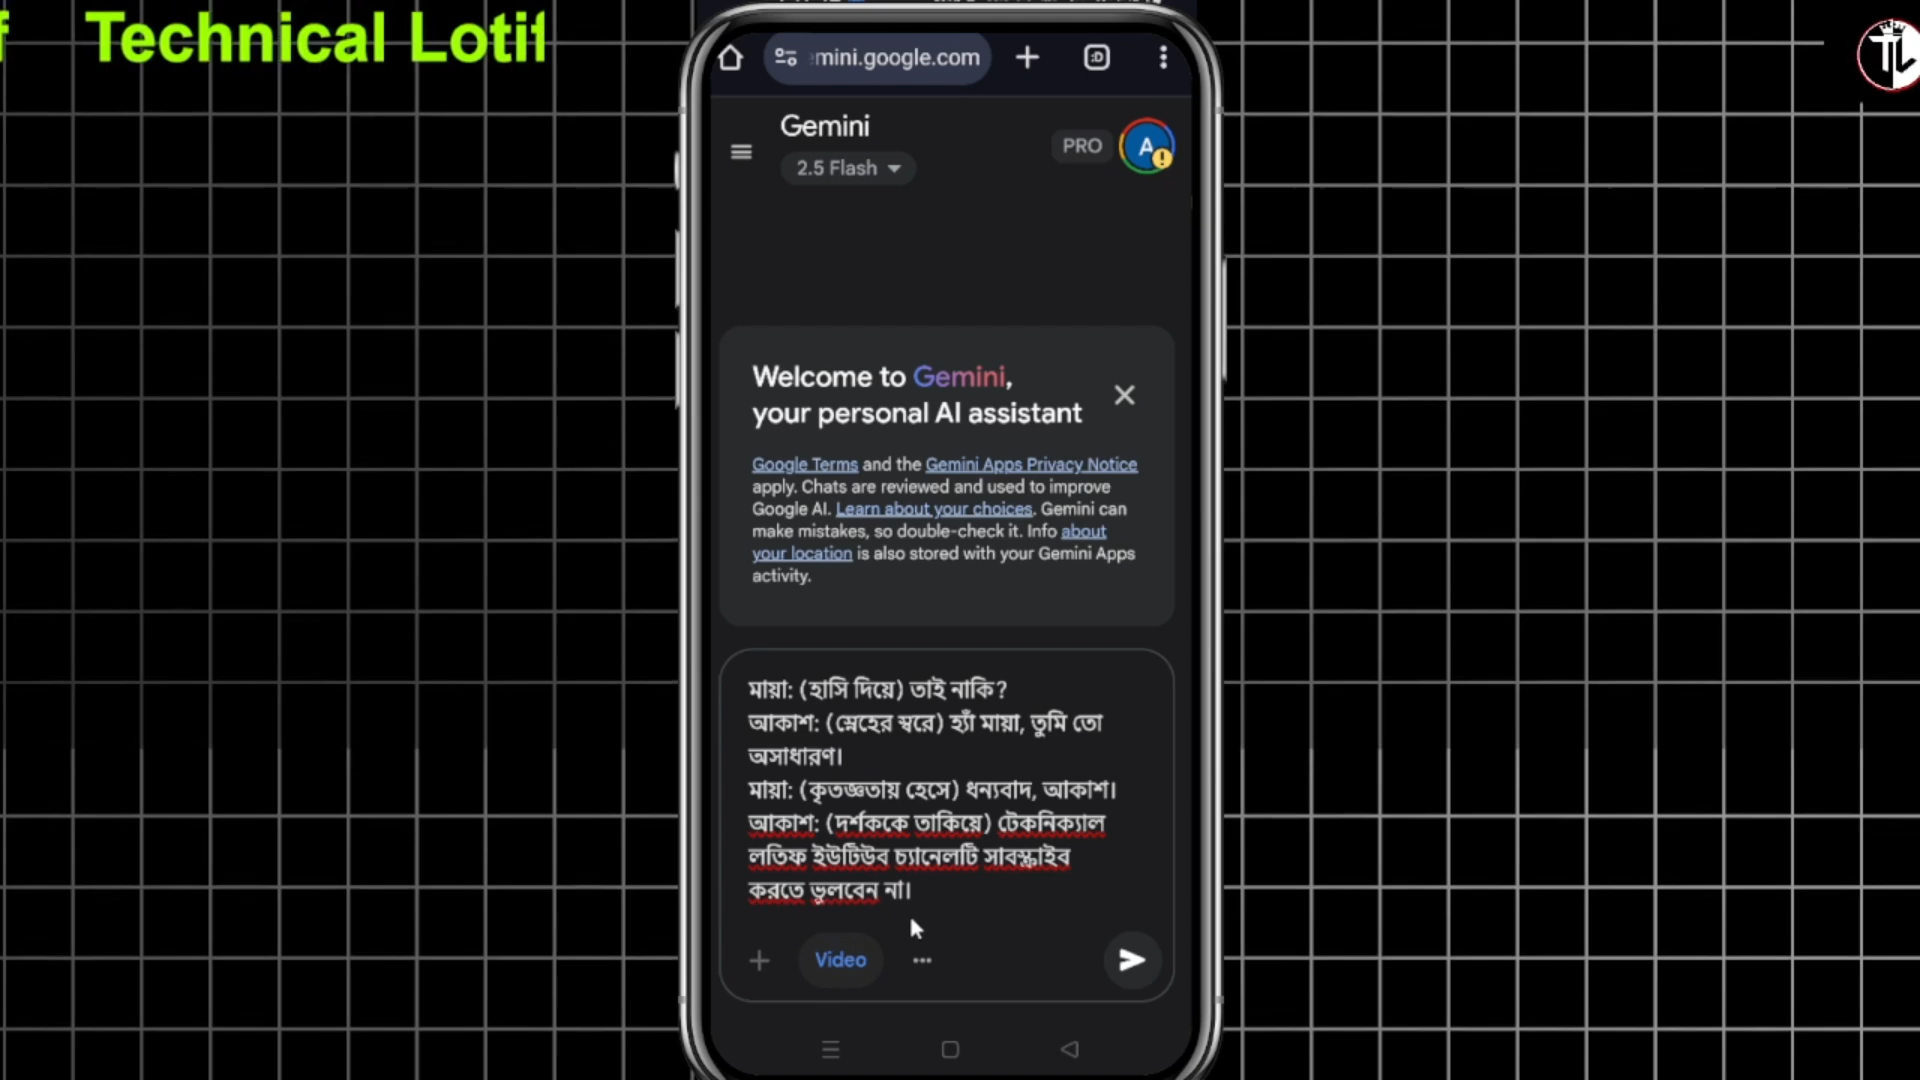 Technical Lotif
mini.google.com
Gemini
2.5 Flash
PRO
A
Welcome to Gemini,
your personal AI assistant
Google Terms and the Gemini Apps Privacy Notice
apply. Chats are reviewed and used to improve
Google AI. Learn about your choices. Gemini can
make mistakes, so double-check it. Info about
your location is also stored with your Gemini Apps
activity.
মায়া: (হাসি দিয়ে) তাই নাকি?
আকাশ: (স্নেহের স্বরে) হ্যাঁ মায়া, তুমি তো
অসাধারণ।
মায়া: (কৃতজ্ঞতায় হেসে) ধন্যবাদ, আকাশ।
আকাশ: (দর্শককে তাকিয়ে) টেকনিক্যাল
লতিফ ইউটিউব চ্যানেলটি সাবস্ক্রাইব
করতে ভুলবেন না।
Video